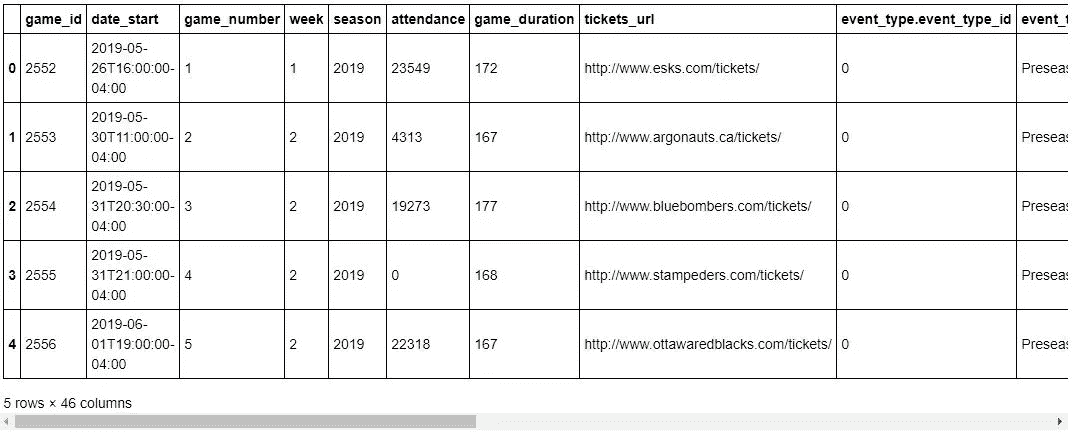 game_id date_start game_number week season attendance game_duration tickets_url event_type.event_type_id event_t
2019-05-
0 2552 26T16:00:00- 1 1 2019 23549 172 http://www.esks.com/tickets/ 0 Preseas
04:00
2019-05-
1 2553 30T11:00:00- 2 2 2019 4313 167 http://www.argonauts.ca/tickets/ 0 Preseas
04:00
2019-05-
2 2554 31T20:30:00- 3 2 2019 19273 177 http://www.bluebombers.com/tickets/ 0 Preseas
04:00
2019-05-
3 2555 31T21:00:00- 4 2 2019 0 168 http://www.stampeders.com/tickets/ 0 Preseas
04:00
2019-06-
4 2556 01T19:00:00- 5 2 2019 22318 167 http://www.ottawaredblacks.com/tickets/ 0 Preseas
04:00
5 rows × 46 columns